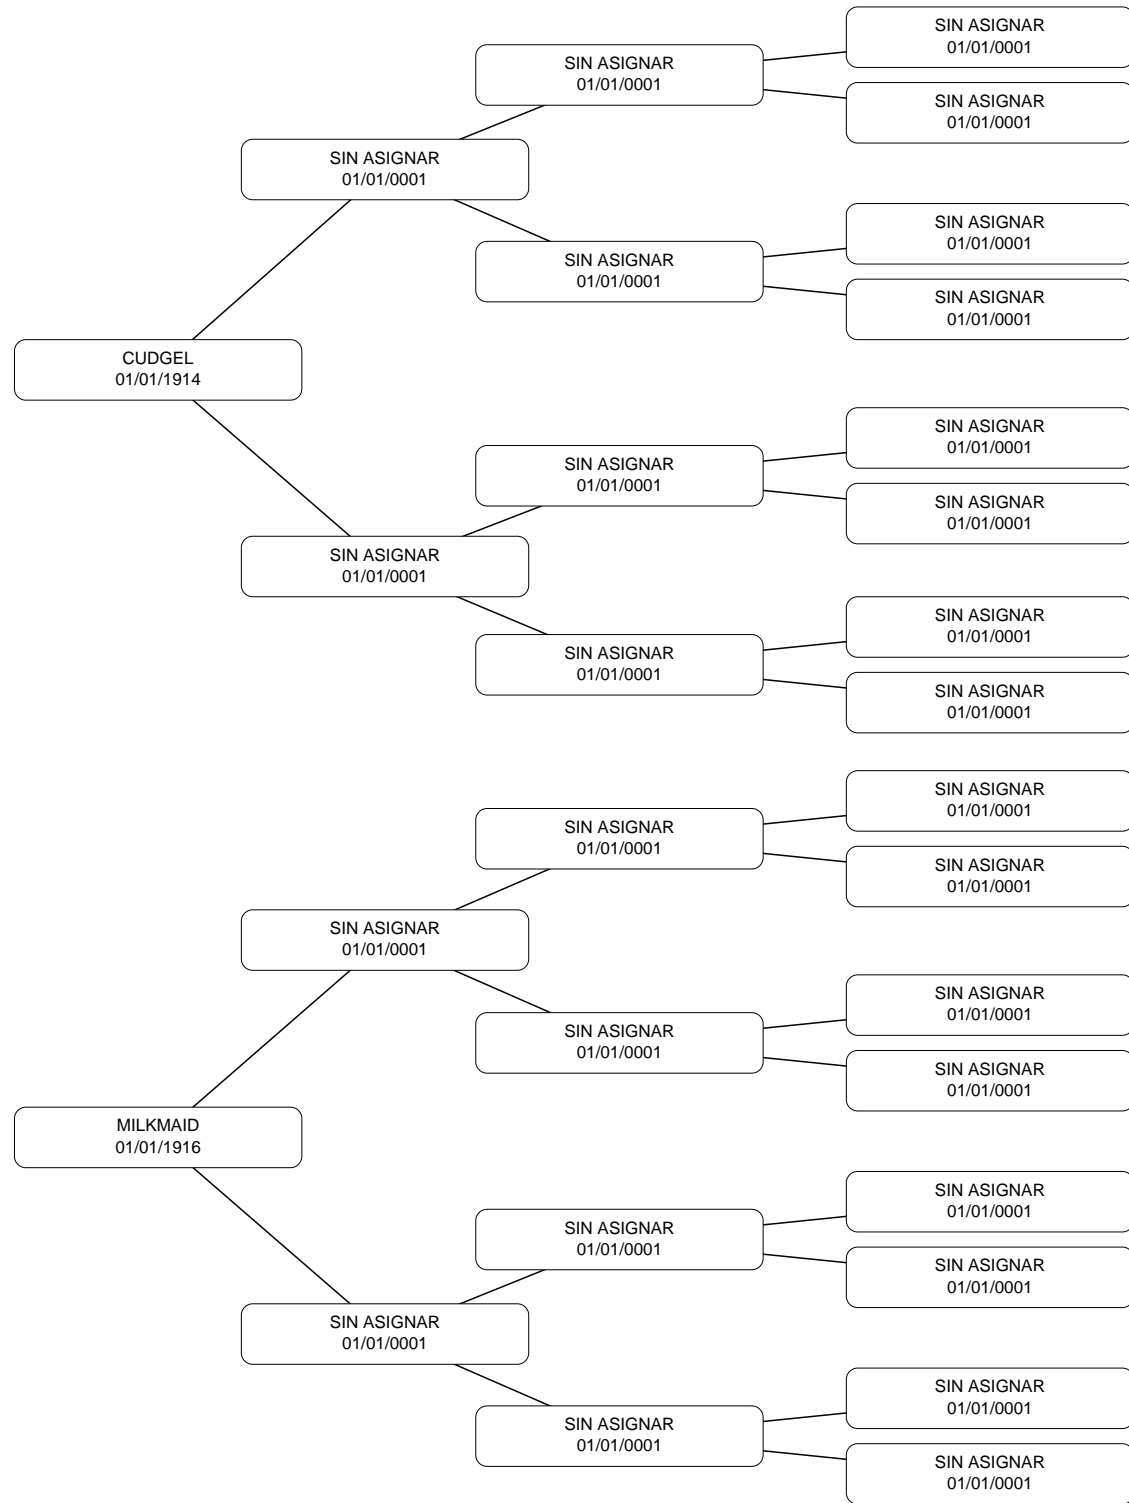 SIN ASIGNAR
01/01/0001
SIN ASIGNAR
01/01/0001
SIN ASIGNAR
01/01/0001
SIN ASIGNAR
01/01/0001
SIN ASIGNAR
01/01/0001
SIN ASIGNAR
01/01/0001
SIN ASIGNAR
01/01/0001
CUDGEL
01/01/1914
SIN ASIGNAR
01/01/0001
SIN ASIGNAR
01/01/0001
SIN ASIGNAR
01/01/0001
SIN ASIGNAR
01/01/0001
SIN ASIGNAR
01/01/0001
SIN ASIGNAR
01/01/0001
SIN ASIGNAR
01/01/0001
SIN ASIGNAR
01/01/0001
SIN ASIGNAR
01/01/0001
SIN ASIGNAR
01/01/0001
SIN ASIGNAR
01/01/0001
SIN ASIGNAR
01/01/0001
SIN ASIGNAR
01/01/0001
SIN ASIGNAR
01/01/0001
MILKMAID
01/01/1916
SIN ASIGNAR
01/01/0001
SIN ASIGNAR
01/01/0001
SIN ASIGNAR
01/01/0001
SIN ASIGNAR
01/01/0001
SIN ASIGNAR
01/01/0001
SIN ASIGNAR
01/01/0001
SIN ASIGNAR
01/01/0001